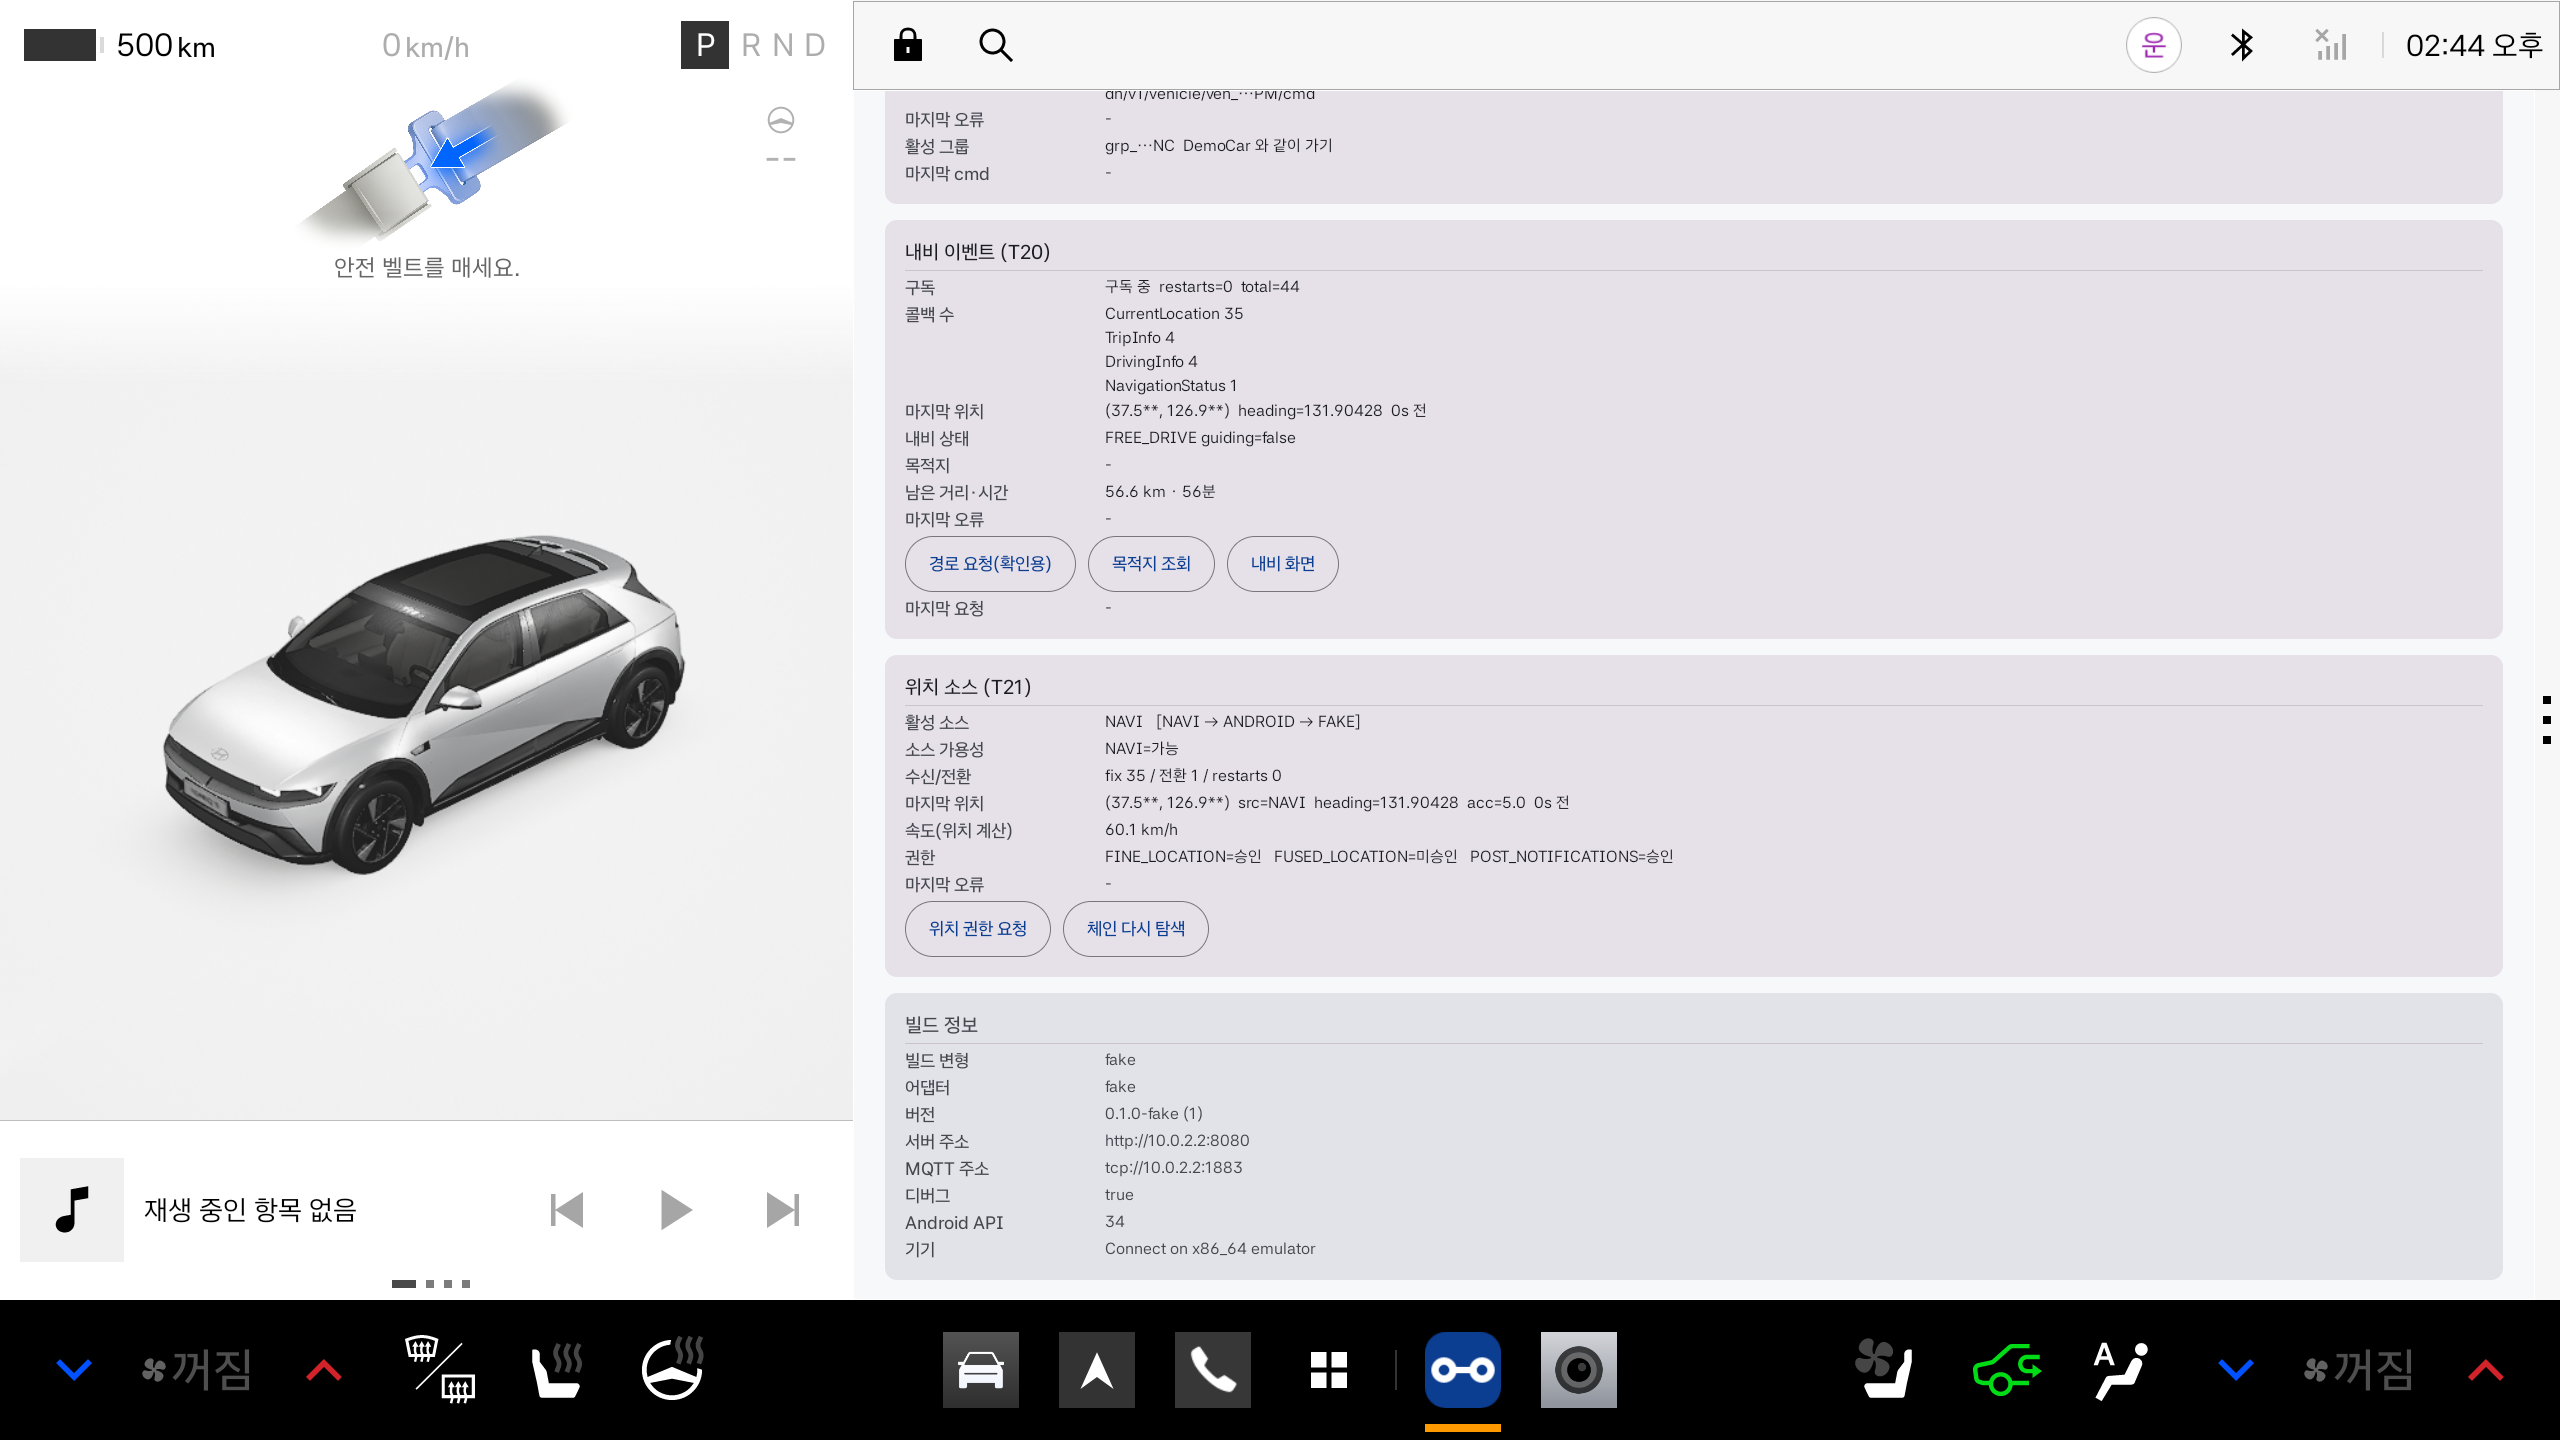 500 km
0 km/h
P R N D
안전 벨트를 매세요.
재생 중인 항목 없음
운
02:44 오후
dn/v1/vehicle/veh_…PM/cmd
마지막 오류 -
활성 그룹 grp_…NC DemoCar 와 같이 가기
마지막 cmd -
내비 이벤트 (T20)
구독 구독 중 restarts=0 total=44
콜백 수 CurrentLocation 35
TripInfo 4
DrivingInfo 4
NavigationStatus 1
마지막 위치 (37.5**, 126.9**) heading=131.90428 0s 전
내비 상태 FREE_DRIVE guiding=false
목적지 -
남은 거리·시간 56.6 km · 56분
마지막 오류 -
경로 요청(확인용) 목적지 조회 내비 화면
마지막 요청 -
위치 소스 (T21)
활성 소스 NAVI [NAVI → ANDROID → FAKE]
소스 가용성 NAVI=가능
수신/전환 fix 35 / 전환 1 / restarts 0
마지막 위치 (37.5**, 126.9**) src=NAVI heading=131.90428 acc=5.0 0s 전
속도(위치 계산) 60.1 km/h
권한 FINE_LOCATION=승인 FUSED_LOCATION=미승인 POST_NOTIFICATIONS=승인
마지막 오류 -
위치 권한 요청 체인 다시 탐색
빌드 정보
빌드 변형 fake
어댑터 fake
버전 0.1.0-fake (1)
서버 주소 http://10.0.2.2:8080
MQTT 주소 tcp://10.0.2.2:1883
디버그 true
Android API 34
기기 Connect on x86_64 emulator
꺼짐
A
꺼짐